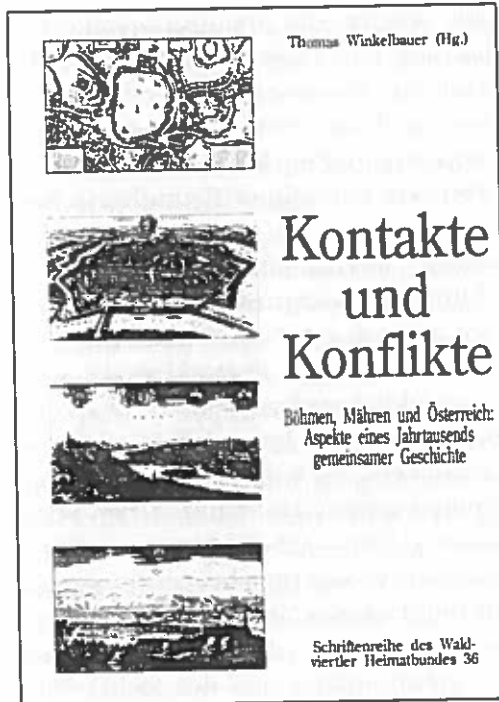 Thomas Winkelbauer (Hg.)
Kontakte
und
Konflikte
Böhmen, Mähren und Österreich:
Aspekte eines Jahrtausends
gemeinsamer Geschichte
Schriftenreihe des Wald-
viertler Heimatbundes 36